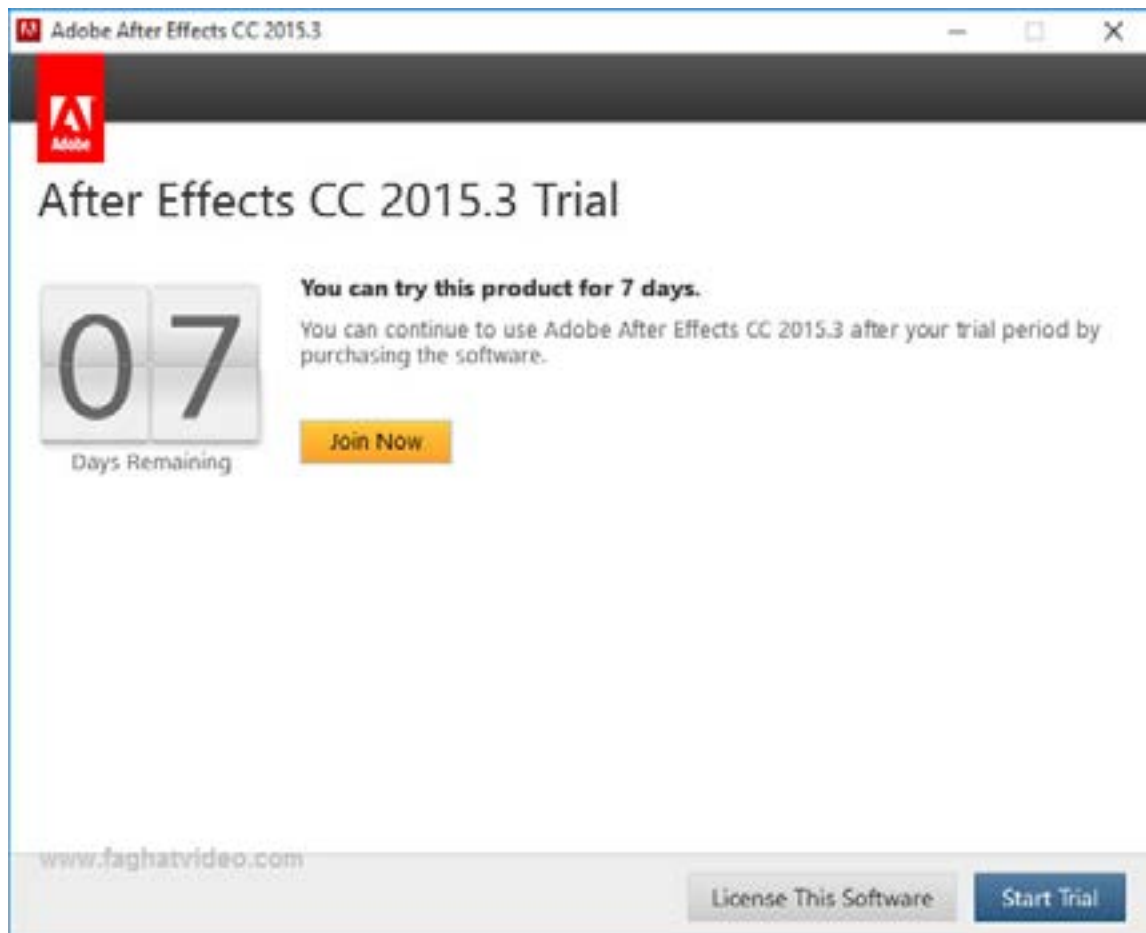 Adobe After Effects CC 2015.3
Adobe
After Effects CC 2015.3 Trial
07
Days Remaining
You can try this product for 7 days.
You can continue to use Adobe After Effects CC 2015.3 after your trial period by
purchasing the software.
Join Now
www.faghatvideo.com
License This Software
Start Trial